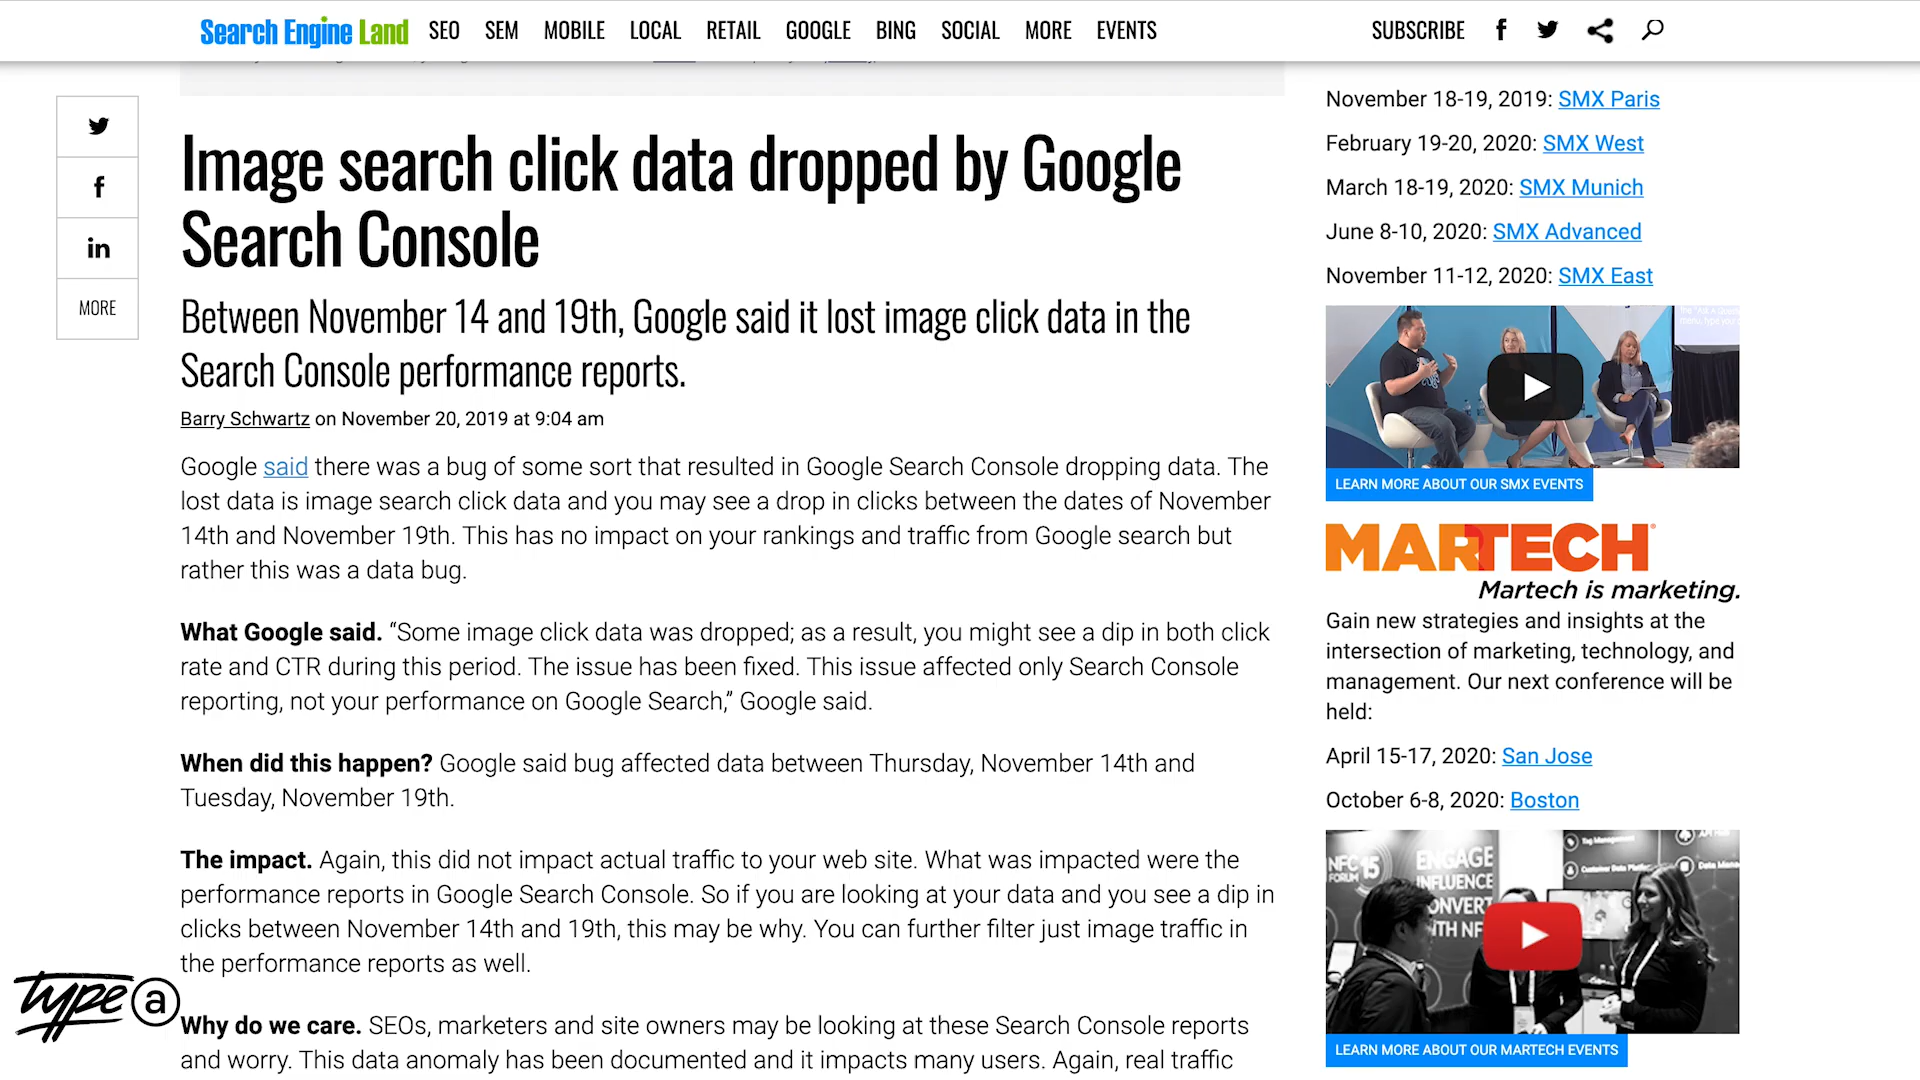 Search Engine Land SEO SEM MOBILE LOCAL RETAIL GOOGLE BING SOCIAL MORE EVENTS SUBSCRIBE
MORE
Image search click data dropped by Google
Search Console
Between November 14 and 19th, Google said it lost image click data in the
Search Console performance reports.
Barry Schwartz on November 20, 2019 at 9:04 am
Google said there was a bug of some sort that resulted in Google Search Console dropping data. The
lost data is image search click data and you may see a drop in clicks between the dates of November
14th and November 19th. This has no impact on your rankings and traffic from Google search but
rather this was a data bug.
What Google said. “Some image click data was dropped; as a result, you might see a dip in both click
rate and CTR during this period. The issue has been fixed. This issue affected only Search Console
reporting, not your performance on Google Search,” Google said.
When did this happen? Google said bug affected data between Thursday, November 14th and
Tuesday, November 19th.
The impact. Again, this did not impact actual traffic to your web site. What was impacted were the
performance reports in Google Search Console. So if you are looking at your data and you see a dip in
clicks between November 14th and 19th, this may be why. You can further filter just image traffic in
the performance reports as well.
Why do we care. SEOs, marketers and site owners may be looking at these Search Console reports
and worry. This data anomaly has been documented and it impacts many users. Again, real traffic
type a
November 18-19, 2019: SMX Paris
February 19-20, 2020: SMX West
March 18-19, 2020: SMX Munich
June 8-10, 2020: SMX Advanced
November 11-12, 2020: SMX East
LEARN MORE ABOUT OUR SMX EVENTS
MARTECH
Martech is marketing.
Gain new strategies and insights at the
intersection of marketing, technology, and
management. Our next conference will be
held:
April 15-17, 2020: San Jose
October 6-8, 2020: Boston
NFC 15
FORUM
ENGAGE
INFLUENCE
Tag Management
LEARN MORE ABOUT OUR MARTECH EVENTS